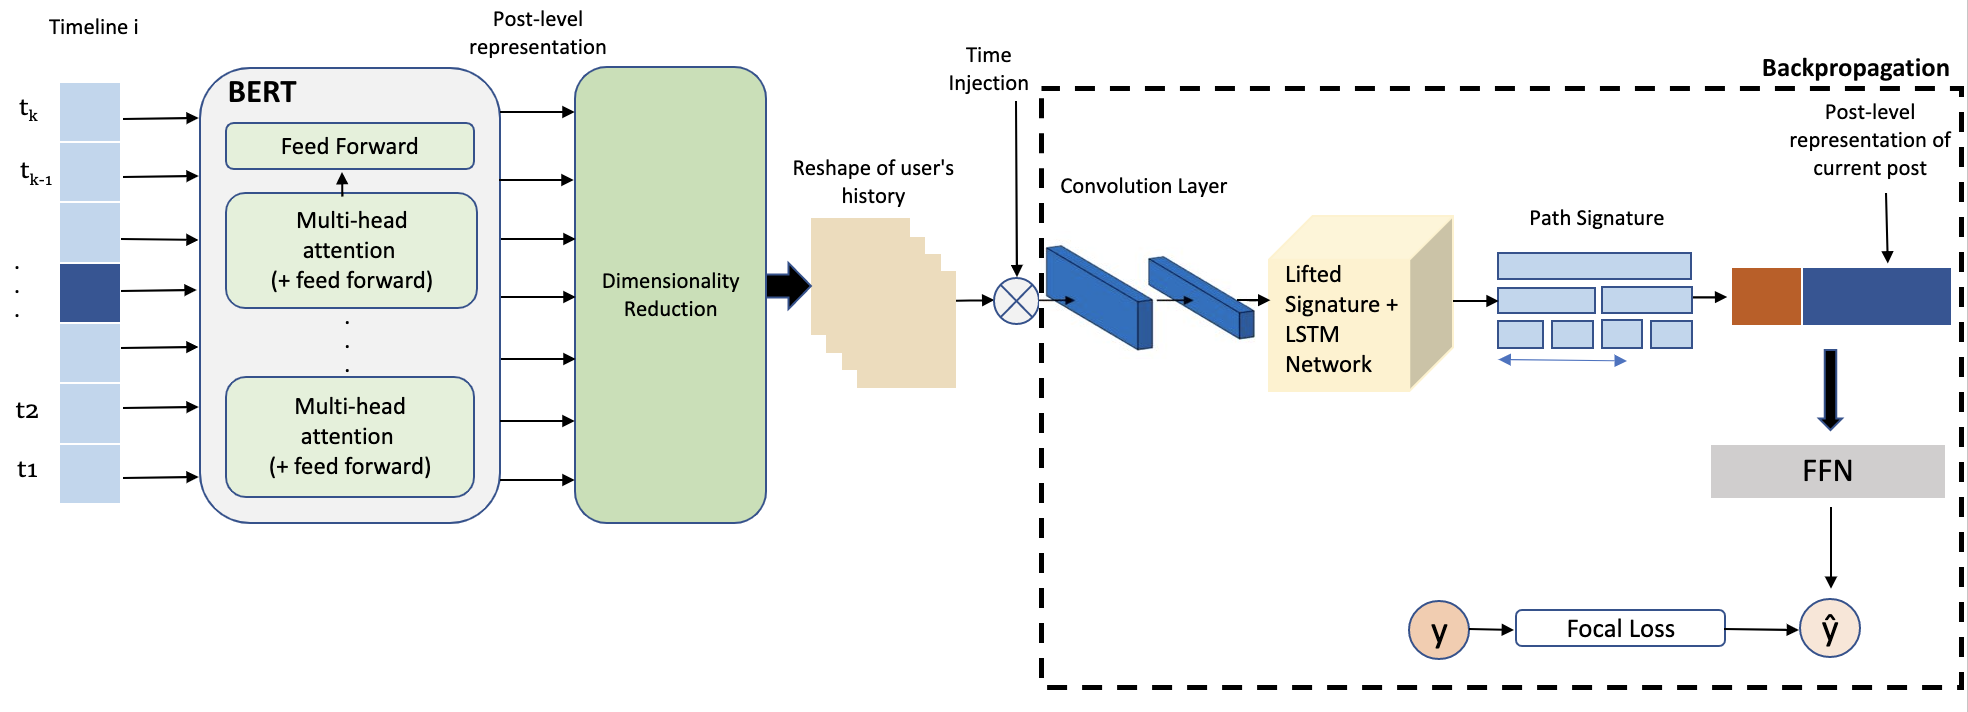 Timeline i
tk
tk-1
.
.
.
t2
t1
BERT
Feed Forward
Multi-head
attention
(+ feed forward)
.
.
.
Multi-head
attention
(+ feed forward)
Post-level
representation
Dimensionality
Reduction
Reshape of user's
history
Time
Injection
Backpropagation
Convolution Layer
Lifted
Signature +
LSTM
Network
Path Signature
Post-level
representation of
current post
FFN
y
Focal Loss
ŷ